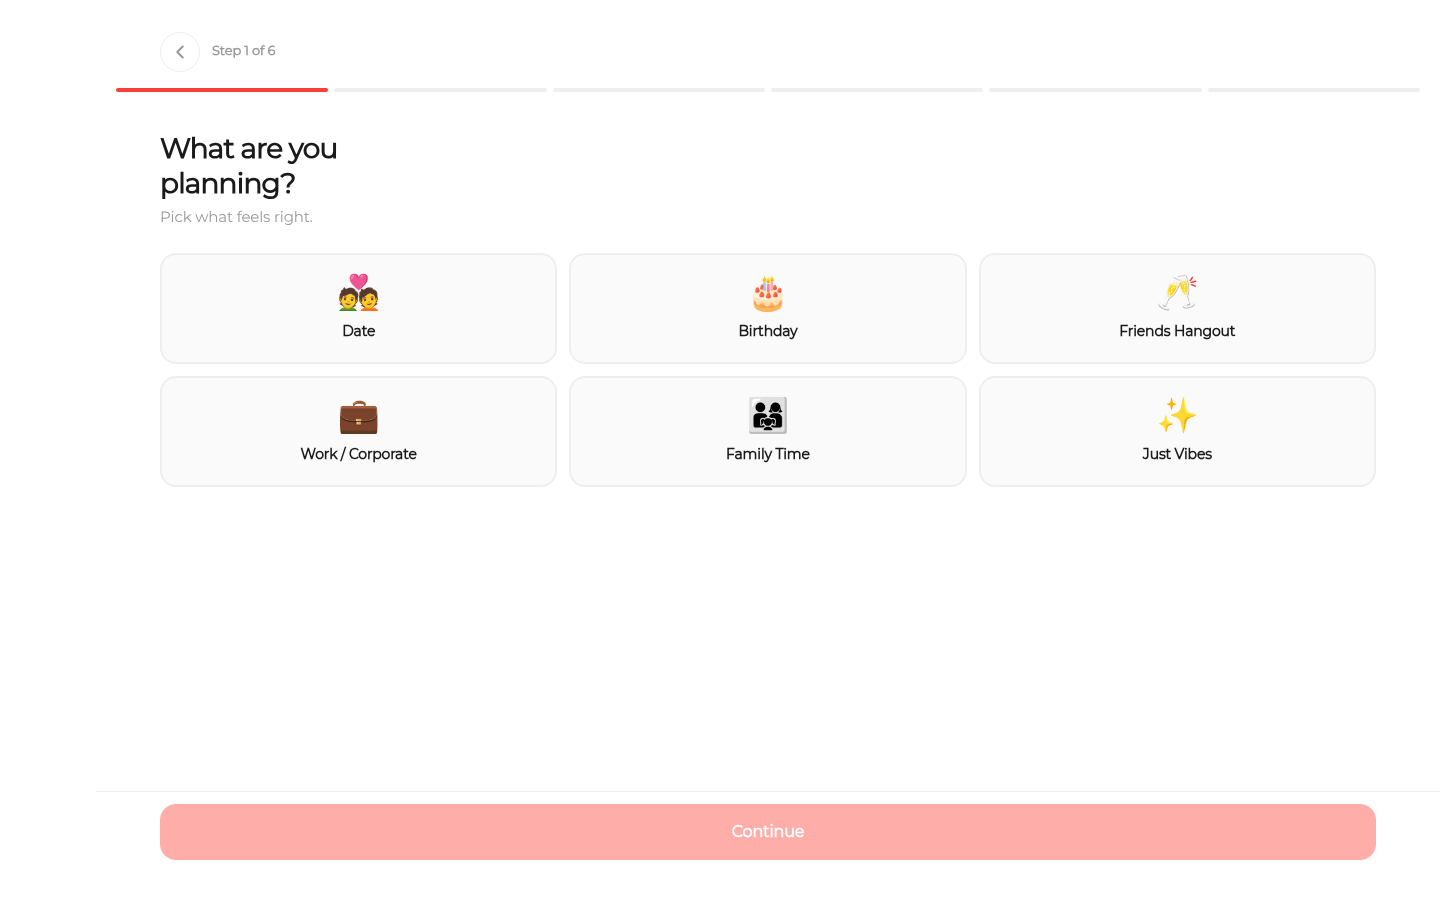 Step 1 of 6
What are you
planning?
Pick what feels right.
Date
Birthday
Friends Hangout
Work / Corporate
Family Time
Just Vibes
Continue